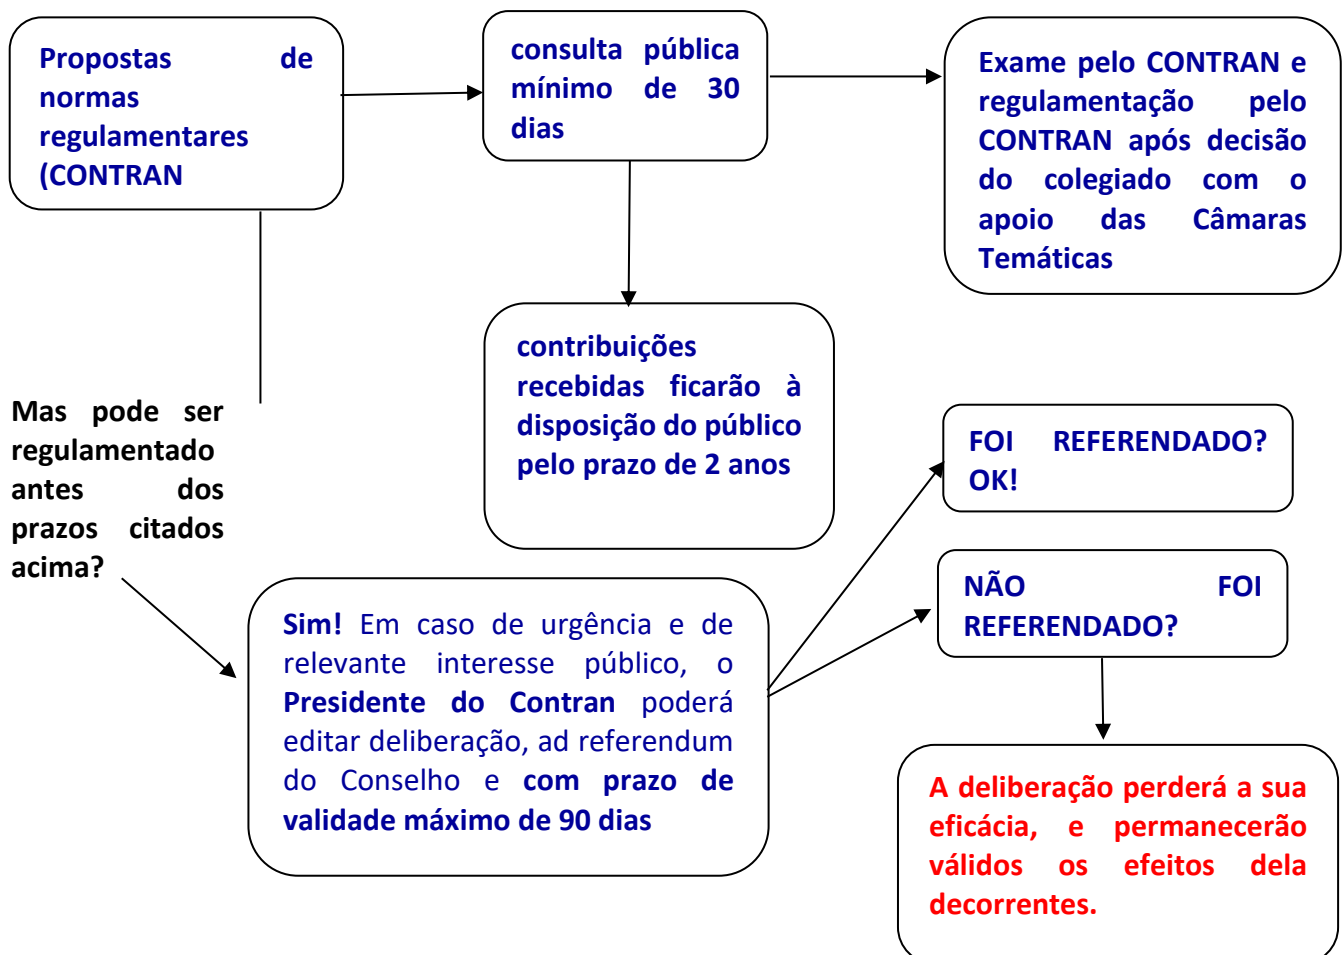 Propostas de
normas
regulamentares
(CONTRAN
consulta pública
mínimo de 30
dias
Exame pelo CONTRAN e
regulamentação pelo
CONTRAN após decisão
do colegiado com o
apoio das Câmaras
Temáticas
contribuições
recebidas ficarão à
disposição do público
pelo prazo de 2 anos
Mas pode ser
regulamentado
antes dos
prazos citados
acima?
Sim! Em caso de urgência e de
relevante interesse público, o
Presidente do Contran poderá
editar deliberação, ad referendum
do Conselho e com prazo de
validade máximo de 90 dias
FOI REFERENDADO?
OK!
NÃO FOI
REFERENDADO?
A deliberação perderá a sua
eficácia, e permanecerão
válidos os efeitos dela
decorrentes.